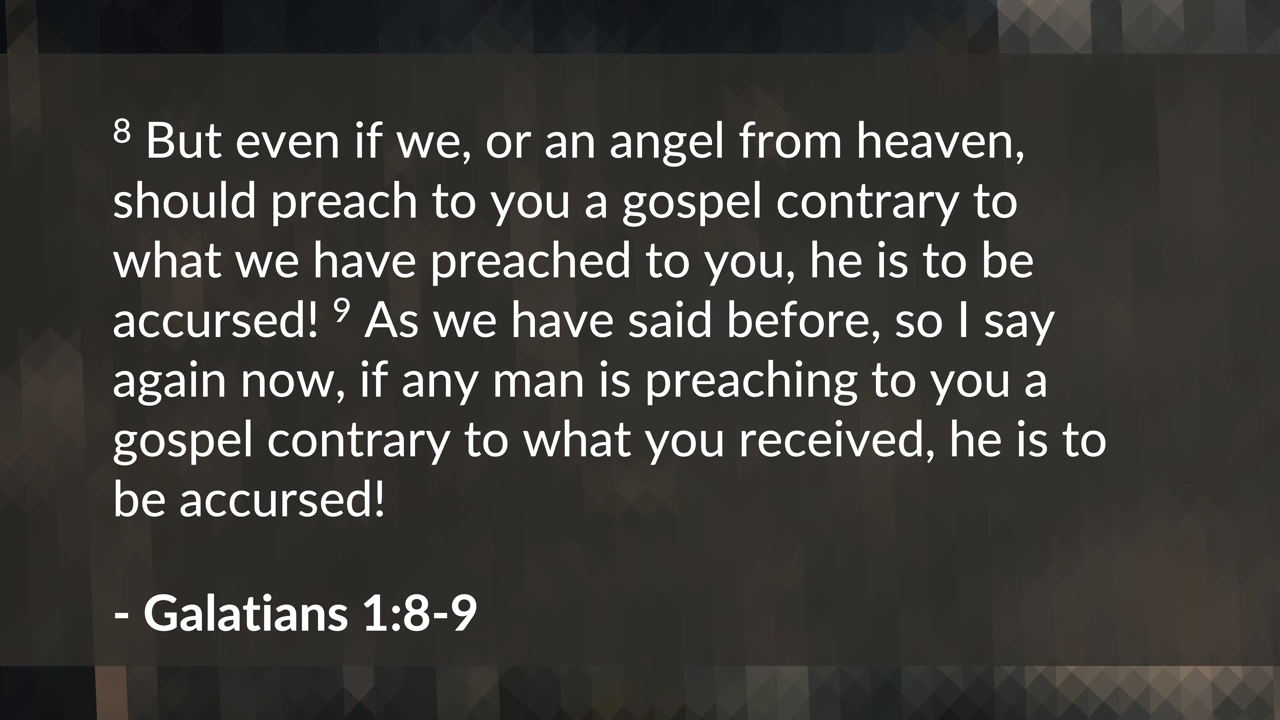 ⁸ But even if we, or an angel from heaven,
should preach to you a gospel contrary to
what we have preached to you, he is to be
accursed! ⁹ As we have said before, so I say
again now, if any man is preaching to you a
gospel contrary to what you received, he is to
be accursed!
- Galatians 1:8-9